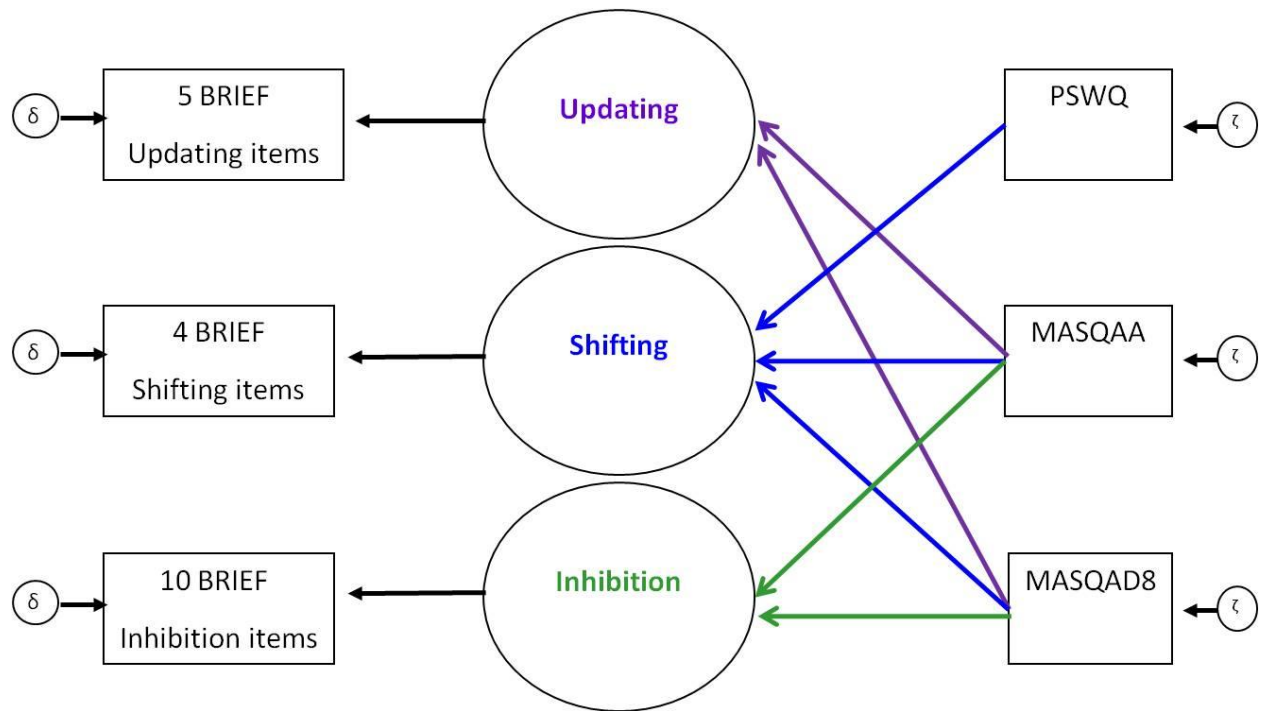 δ
5 BRIEF
Updating items
Updating
PSWQ
ζ
δ
4 BRIEF
Shifting items
Shifting
MASQAA
ζ
δ
10 BRIEF
Inhibition items
Inhibition
MASQAD8
ζ